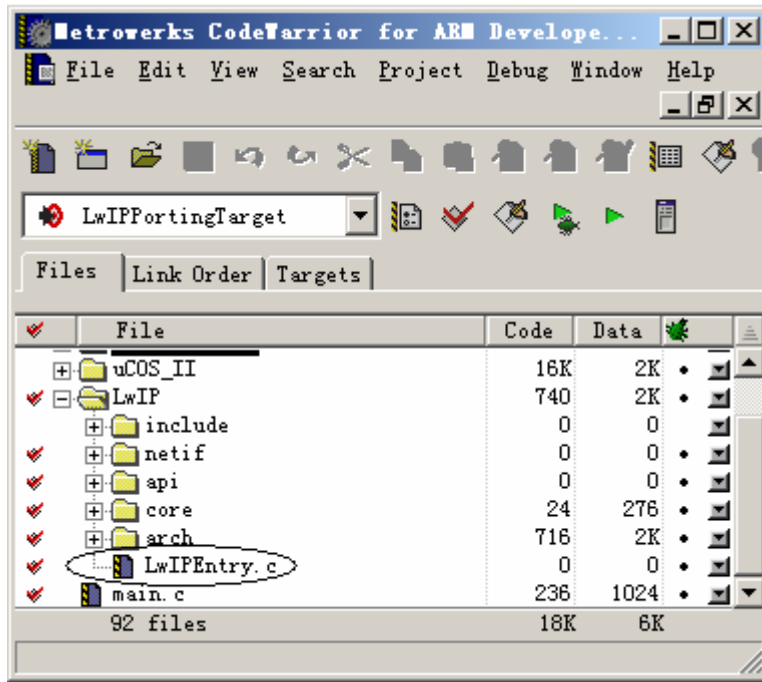 Metrowerks CodeWarrior for ARM Develope...
File Edit View Search Project Debug Window Help
LwIPPortingTarget
Files Link Order Targets
File Code Data
uCOS_II 16K 2K
LwIP 740 2K
include 0 0
netif 0 0
api 0 0
core 24 276
arch 716 2K
LwIPEntry.c 0 0
main.c 236 1024
92 files 18K 6K